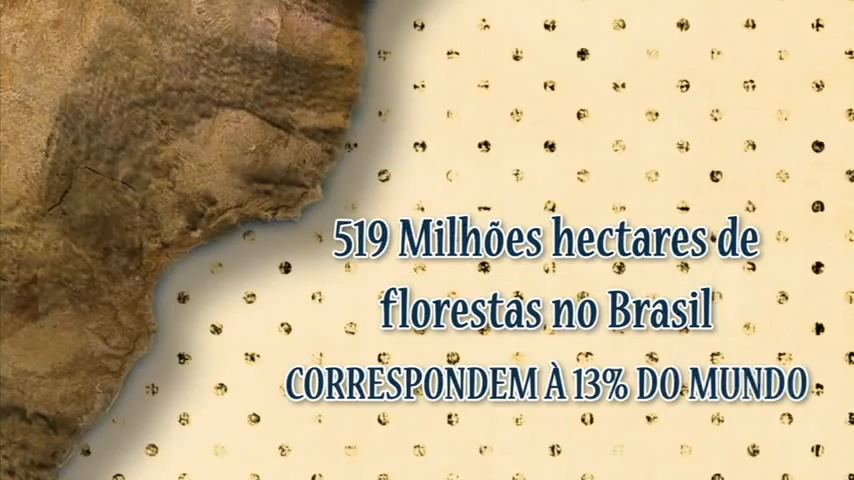 519 Milhões hectares de
florestas no Brasil
CORRESPONDEM À 13% DO MUNDO